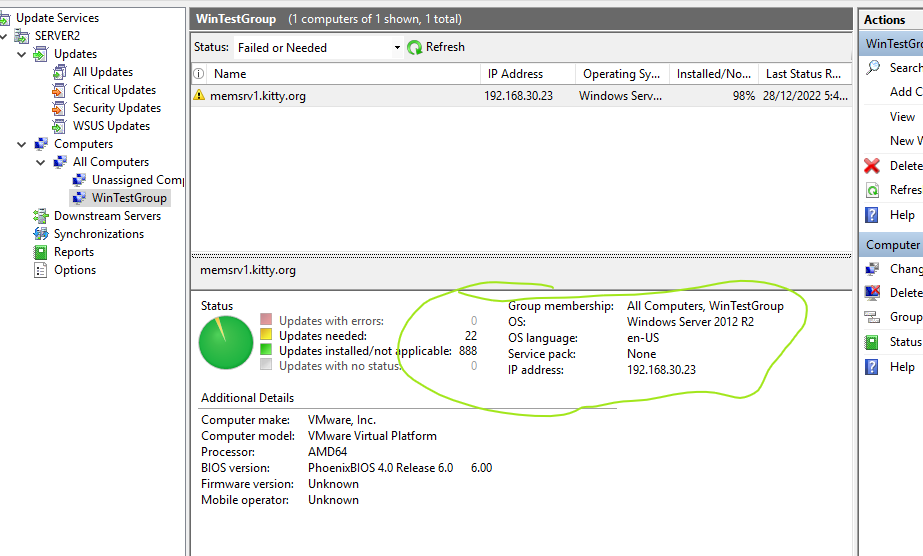 Update Services
SERVER2
Updates
All Updates
Critical Updates
Security Updates
WSUS Updates
Computers
All Computers
Unassigned Comp
WinTestGroup
Downstream Servers
Synchronizations
Reports
Options
WinTestGroup (1 computers of 1 shown, 1 total)
Status: Failed or Needed Refresh
Name IP Address Operating Sy... Installed/No... Last Status R...
memsrv1.kitty.org 192.168.30.23 Windows Serv... 98% 28/12/2022 5:4...
memsrv1.kitty.org
Status
Updates with errors: 0
Updates needed: 22
Updates installed/not applicable: 888
Updates with no status: 0
Group membership: All Computers, WinTestGroup
OS: Windows Server 2012 R2
OS language: en-US
Service pack: None
IP address: 192.168.30.23
Additional Details
Computer make: VMware, Inc.
Computer model: VMware Virtual Platform
Processor: AMD64
BIOS version: PhoenixBIOS 4.0 Release 6.0 6.00
Firmware version: Unknown
Mobile operator: Unknown
Actions
WinTestGro
Search
Add C
View
New W
Delete
Refres
Help
Computer
Chang
Delete
Group
Status
Help